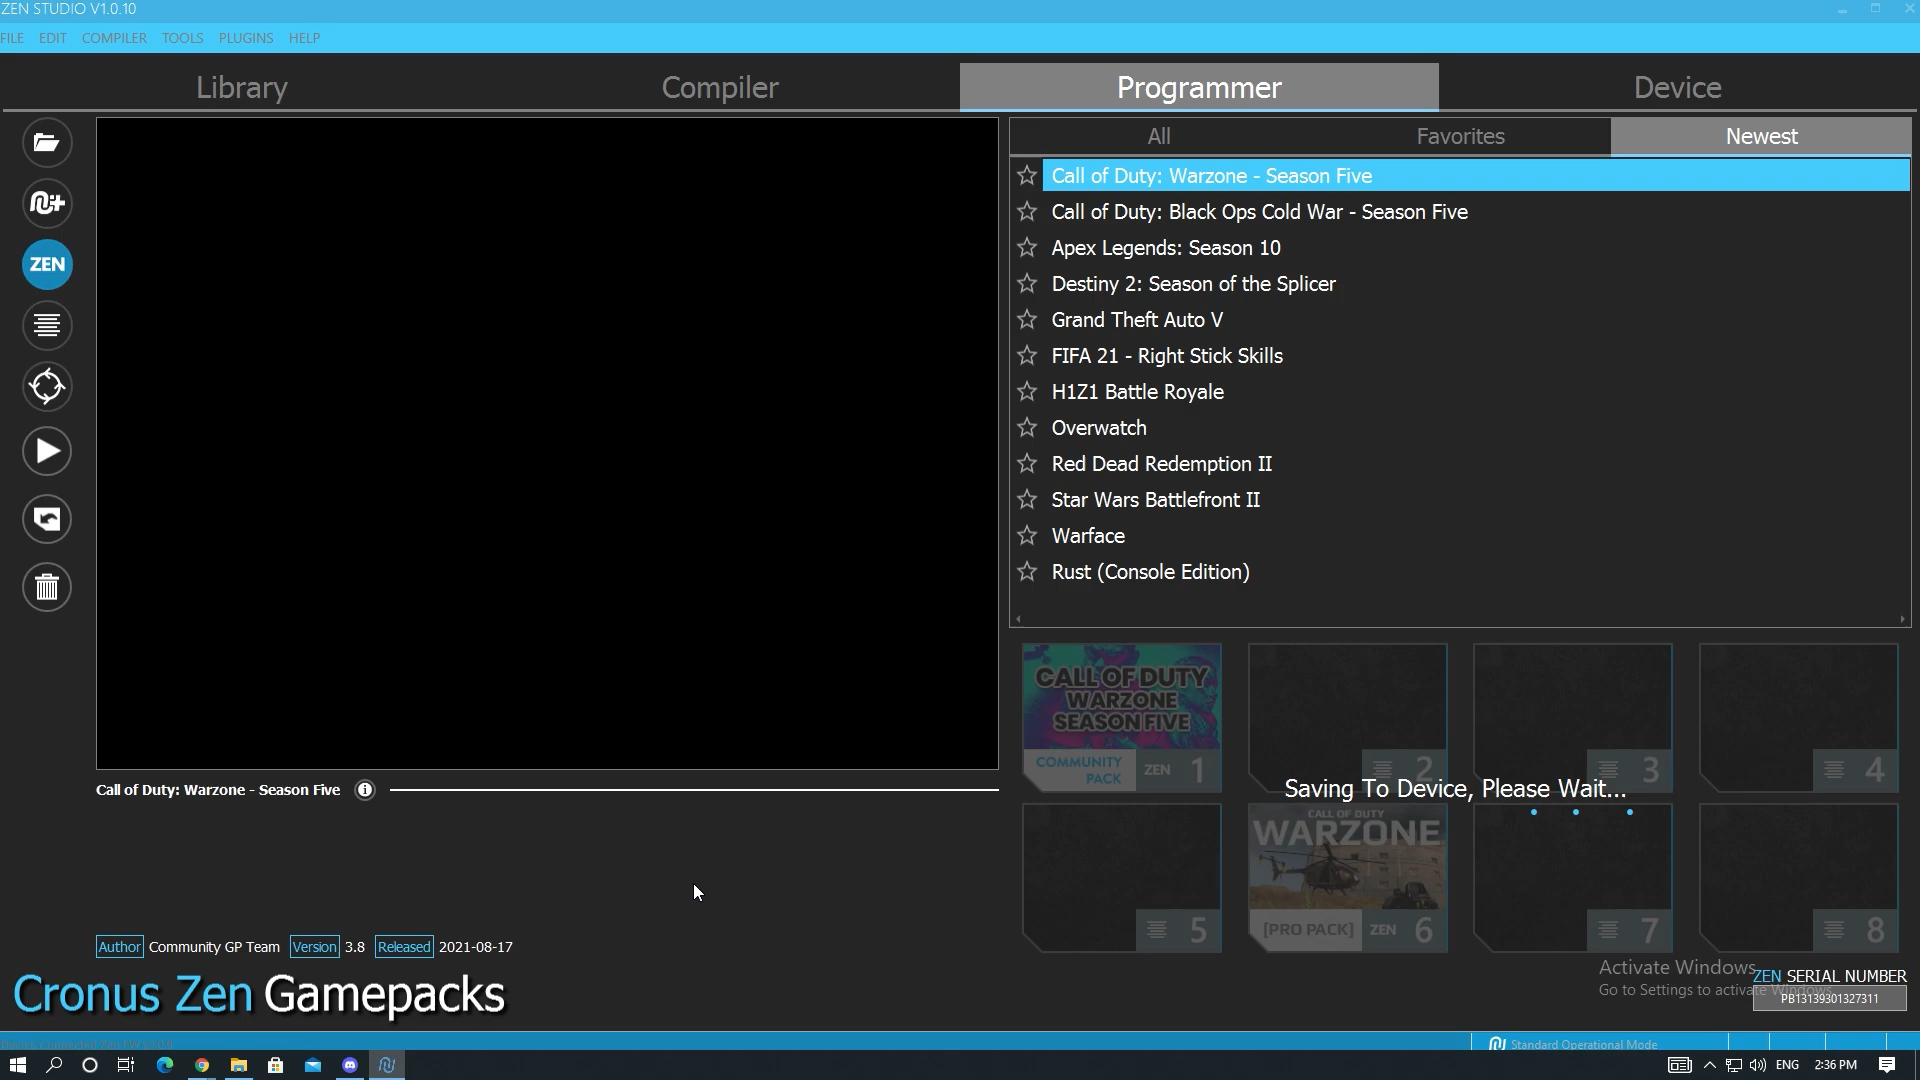 ZEN STUDIO V1.0.10
FILE EDIT COMPILER TOOLS PLUGINS HELP
Library Compiler Programmer Device
All Favorites Newest
ZEN
Call of Duty: Warzone - Season Five
Call of Duty: Black Ops Cold War - Season Five
Apex Legends: Season 10
Destiny 2: Season of the Splicer
Grand Theft Auto V
FIFA 21 - Right Stick Skills
H1Z1 Battle Royale
Overwatch
Red Dead Redemption II
Star Wars Battlefront II
Warface
Rust (Console Edition)
CALL OF DUTY
WARZONE
SEASON FIVE
COMMUNITY PACK ZEN 1
2
3
4
Saving To Device, Please Wait...
Call of Duty: Warzone - Season Five
5
CALL OF DUTY
WARZONE
[PRO PACK] ZEN 6
7
8
Author Community GP Team Version 3.8 Released 2021-08-17
Cronus Zen Gamepacks
Activate Windows
Go to Settings to activate Windows.
ZEN SERIAL NUMBER
PB13139301327311
Standard Operational Mode
ENG 2:36 PM